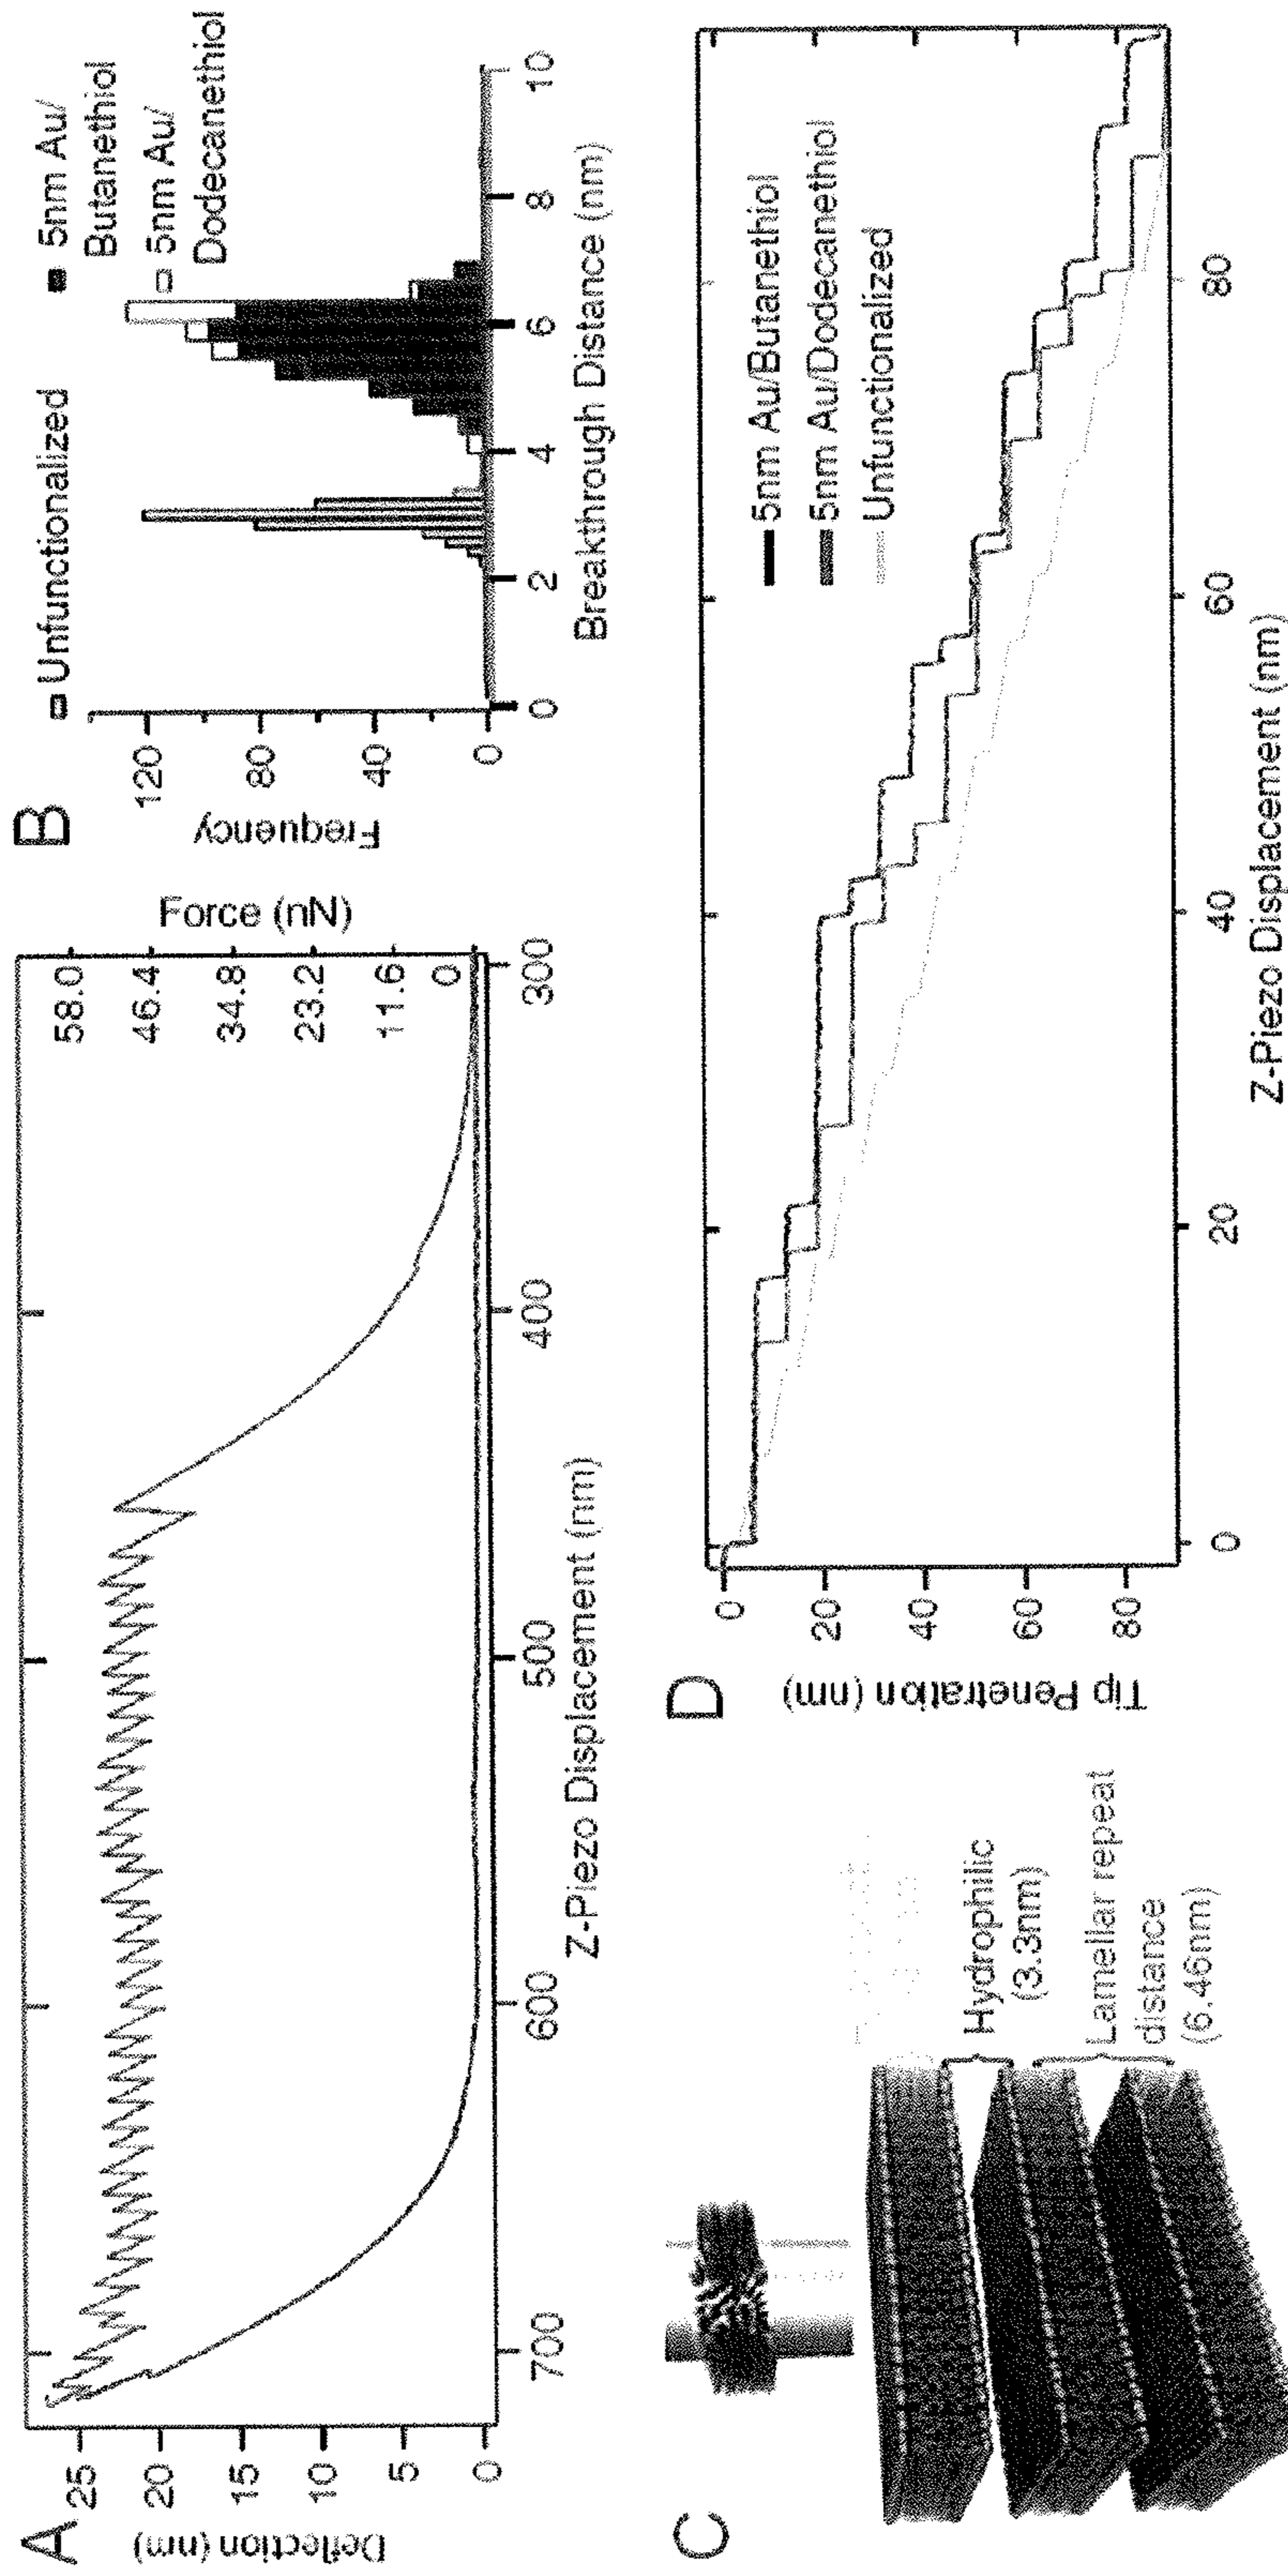 A
Deflection (nm)
25
20
15
10
5
0
700
600
500
400
300
Z-Piezo Displacement (nm)
Force (nN)
58.0
46.4
34.8
23.2
11.6
0
B
Unfunctionalized
5nm Au/
Butanethiol
5nm Au/
Dodecanethiol
Frequency
120
80
40
0
0
2
4
6
8
10
Breakthrough Distance (nm)
C
Hydrophilic
(3.3nm)
Lamellar repeat
distance
(6.46nm)
D
Tip Penetration (nm)
0
20
40
60
80
5nm Au/Butanethiol
5nm Au/Dodecanethiol
Unfunctionalized
0
20
40
60
80
Z-Piezo Displacement (nm)